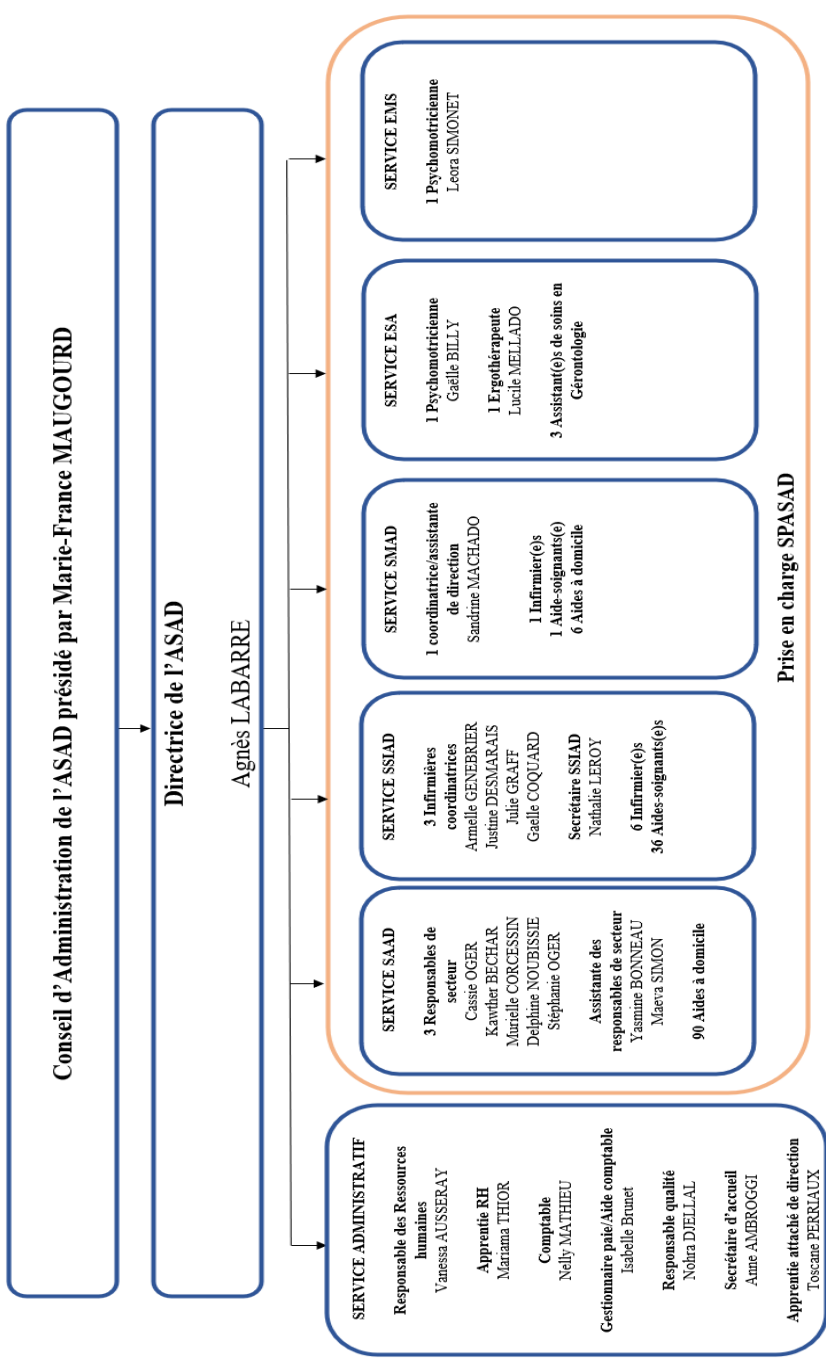 Conseil d’Administration de l’ASAD présidé par Marie-France MAUGOURD
Directrice de l’ASAD
Agnès LABARRE
SERVICE ADMINISTRATIF
Responsable des Ressources
humaines
Vanessa AUSSERAY
Apprentie RH
Mariama THIOR
Comptable
Nelly MATHIEU
Gestionnaire paie/Aide comptable
Isabelle Brunet
Responsable qualité
Nohra DJELLAL
Secrétaire d’accueil
Anne AMBROGGI
Apprentie attaché de direction
Toscane PERRIAUX
SERVICE SAAD
3 Responsables de
secteur
Cassie OGER
Kawther BECHAR
Murielle CORCESSIN
Delphine NOUBISSIE
Stéphanie OGER
Assistante des
responsables de secteur
Yasmine BONNEAU
Maeva SIMON
90 Aides à domicile
SERVICE SSIAD
3 Infirmières
coordinatrices
Armelle GENEBRIER
Justine DESMARAIS
Julie GRAFF
Gaelle COQUARD
Secrétaire SSIAD
Nathalie LEROY
6 Infirmier(e)s
36 Aides-soignants(e)s
SERVICE SMAD
1 coordinatrice/assistante
de direction
Sandrine MACHADO
1 Infirmier(e)s
1 Aide-soignants(e)
6 Aides à domicile
SERVICE ESA
1 Psychomotricienne
Gaëlle BILLY
1 Ergothérapeute
Lucile MELLADO
3 Assistant(e)s de soins en
Gérontologie
SERVICE EMS
1 Psychomotricienne
Leora SIMONET
Prise en charge SPASAD